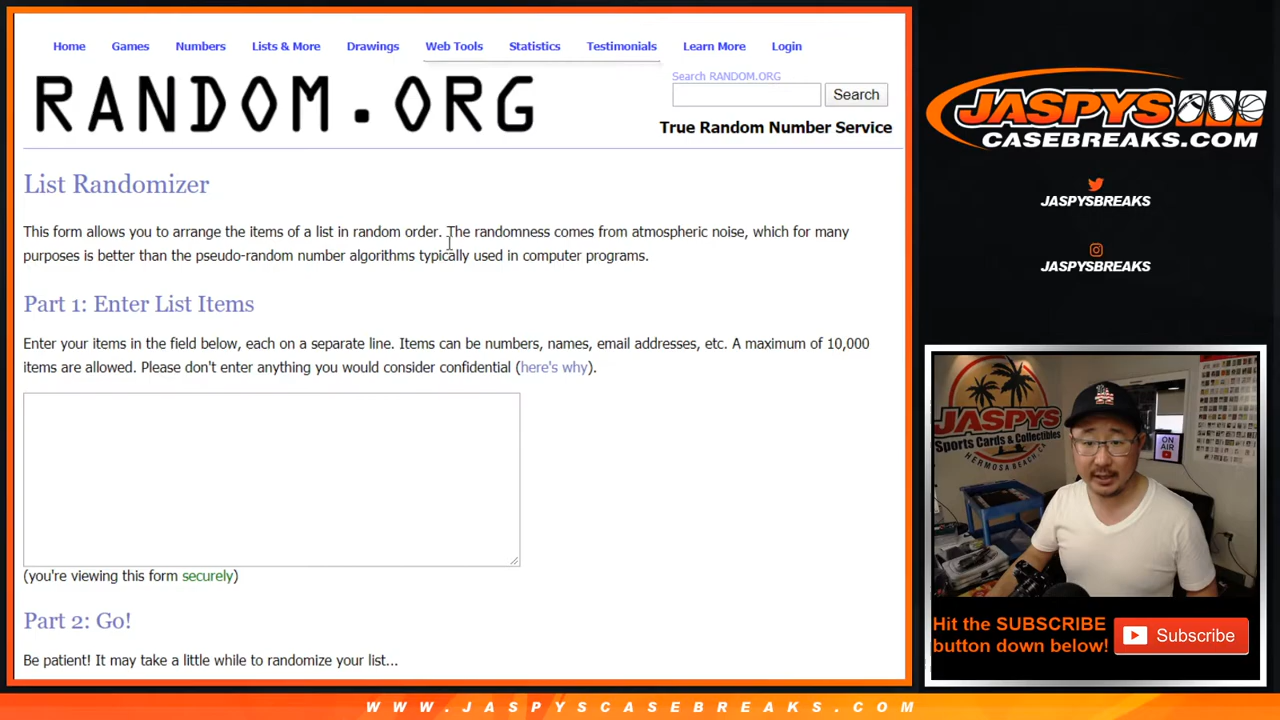 Home Games Numbers Lists & More Drawings Web Tools Statistics Testimonials Learn More Login
RANDOM.ORG
Search RANDOM.ORG
Search
True Random Number Service
List Randomizer
This form allows you to arrange the items of a list in random order. The randomness comes from atmospheric noise, which for many
purposes is better than the pseudo-random number algorithms typically used in computer programs.
Part 1: Enter List Items
Enter your items in the field below, each on a separate line. Items can be numbers, names, email addresses, etc. A maximum of 10,000
items are allowed. Please don't enter anything you would consider confidential (here's why).
(you're viewing this form securely)
Part 2: Go!
Be patient! It may take a little while to randomize your list...
JASPYS
CASEBREAKS.COM
JASPYSBREAKS
JASPYSBREAKS
JASPYS
Sports Cards & Collectibles
HERMOSA BEACH, CA
ON
AIR
Hit the SUBSCRIBE
button down below!
Subscribe
WWW.JASPYSCASEBREAKS.COM